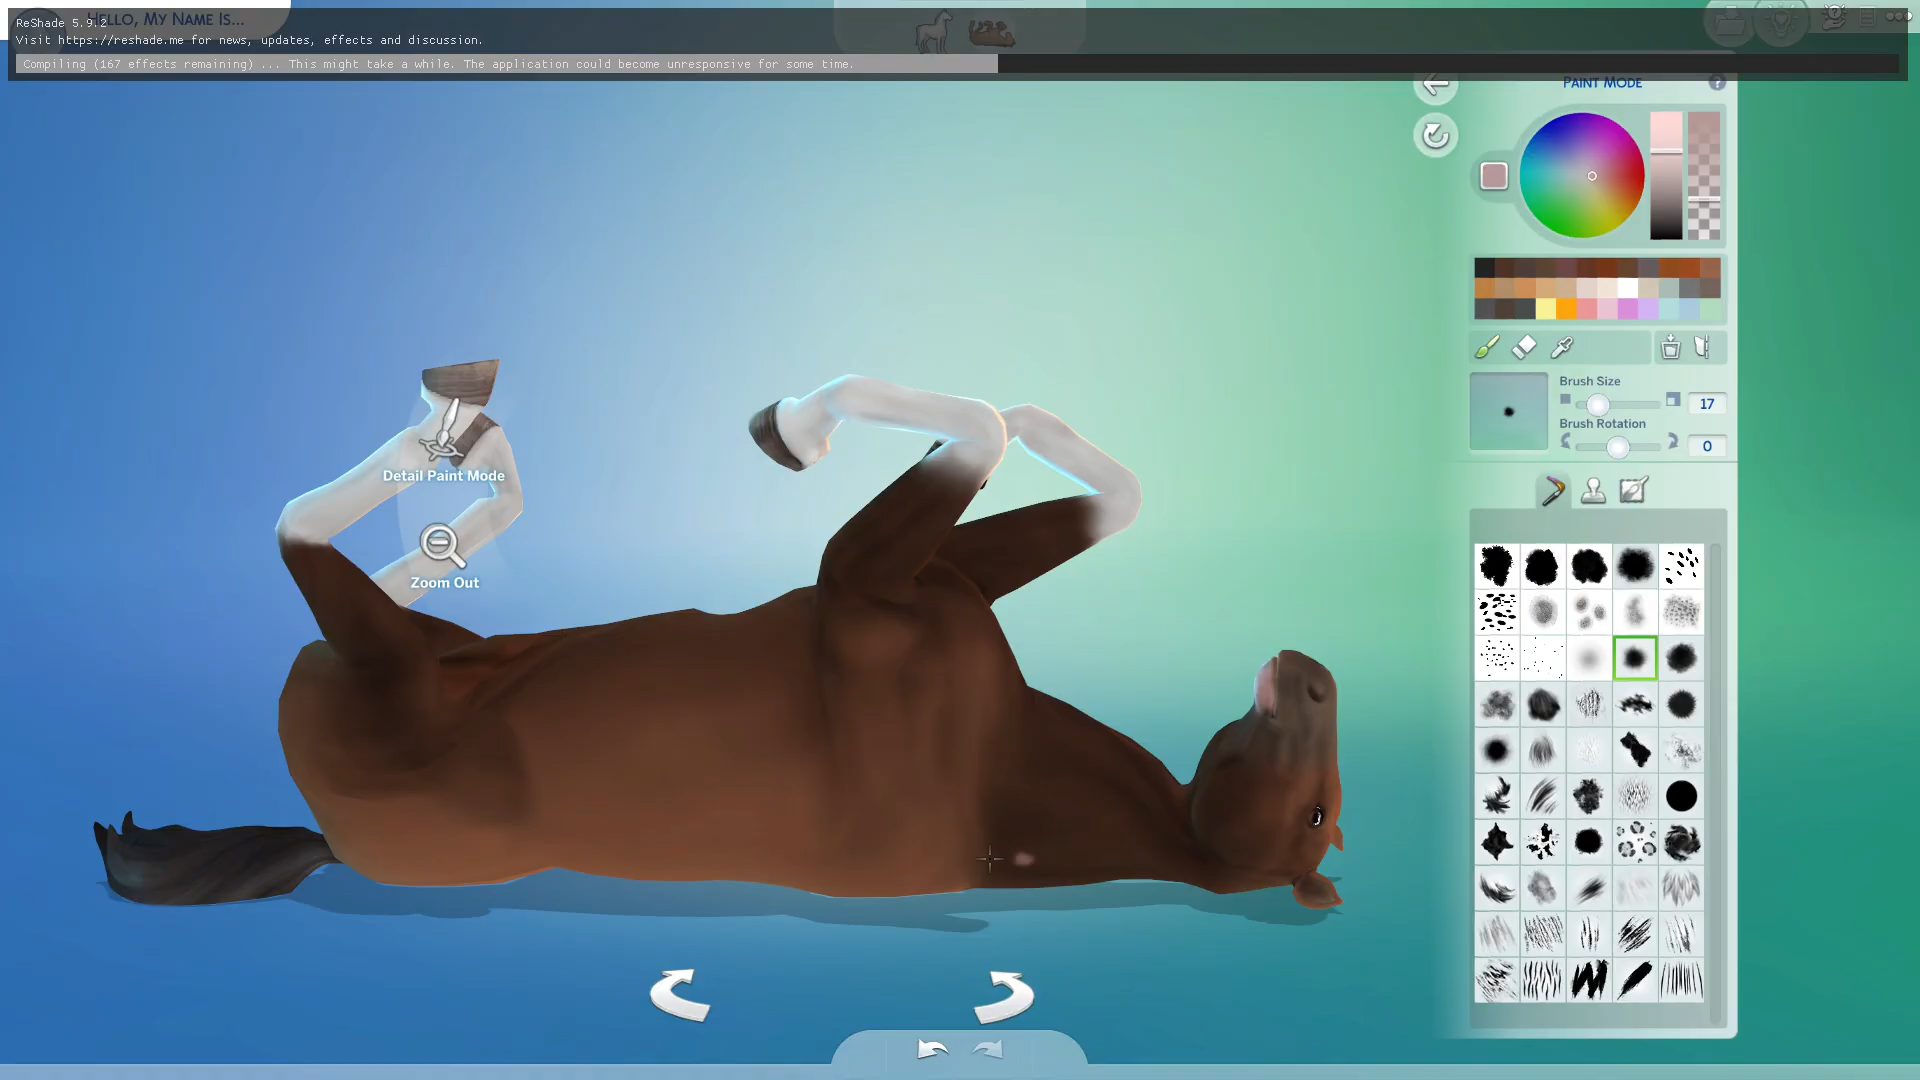 HELLO, MY NAME IS...
ReShade 5.9.2
Visit https://reshade.me for news, updates, effects and discussion.
Compiling (167 effects remaining) ... This might take a while. The application could become unresponsive for some time.
PAINT MODE
?
Brush Size
17
Brush Rotation
0
Detail Paint Mode
Zoom Out